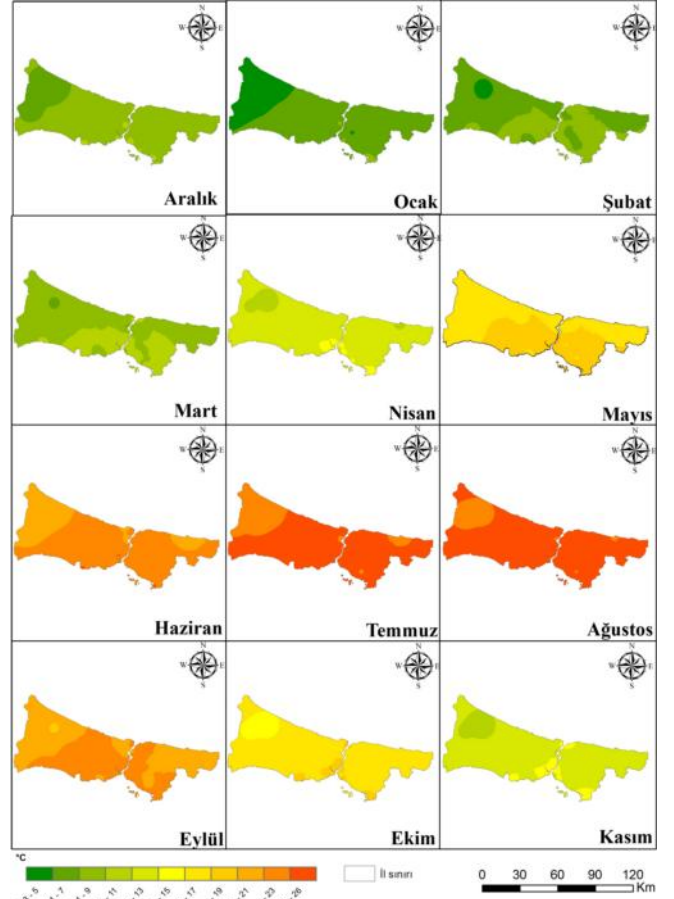 N
W E
S
N
W E
S
N
W E
S
Aralık
Ocak
Şubat
N
W E
S
N
W E
S
N
W E
S
Mart
Nisan
Mayıs
N
W E
S
N
W E
S
N
W E
S
Haziran
Temmuz
Ağustos
N
W E
S
N
W E
S
N
W E
S
Eylül
Ekim
Kasım
°C
İl sınırı
0 30 60 90 120
Km